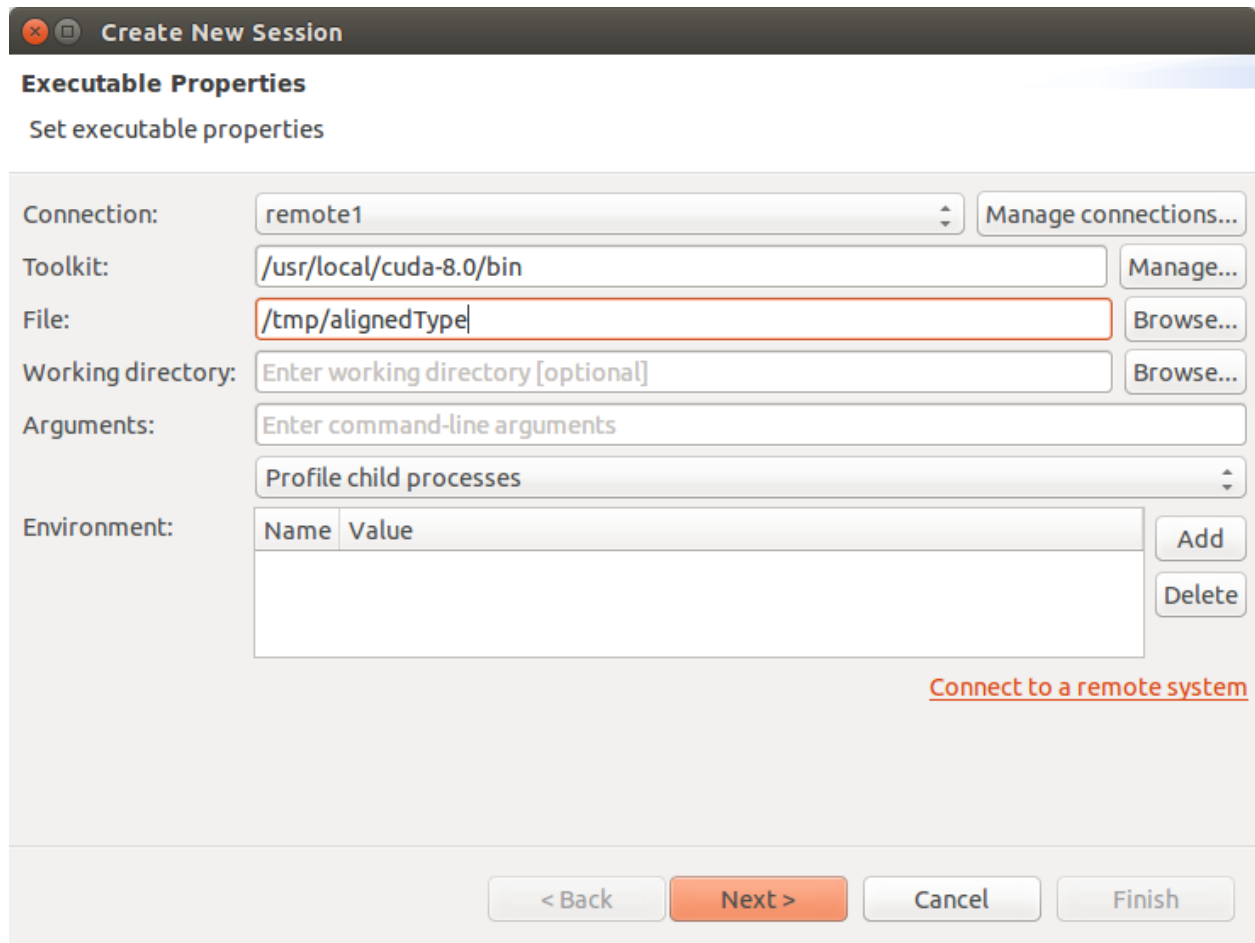 Create New Session
Executable Properties
Set executable properties
Connection: remote1 Manage connections...
Toolkit: /usr/local/cuda-8.0/bin Manage...
File: /tmp/alignedType Browse...
Working directory: Enter working directory [optional] Browse...
Arguments: Enter command-line arguments
Profile child processes
Environment: Name Value Add
Delete
Connect to a remote system
< Back Next > Cancel Finish